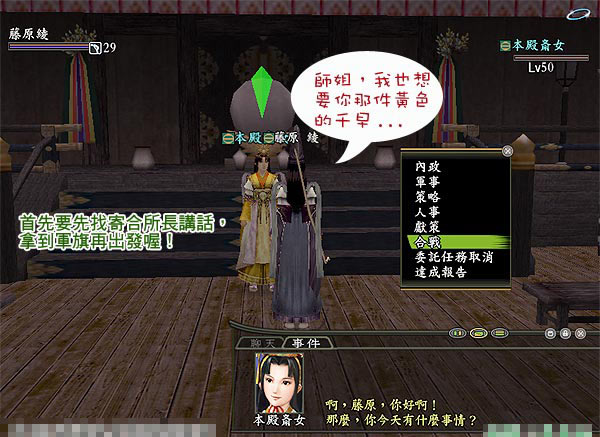 藤原綾
29
本殿斎女
Lv50
師姐，我也想
要你那件黃色
的千早...
本殿 藤原 綾
首先要先找寄合所長講話，
拿到軍旗再出發喔！
內政
軍事
策略
人事
獻策
合戰
委託任務取消
達成報告
聊天 事件
本殿斎女
啊，藤原，你好啊！
那麼，你今天有什麼事情？